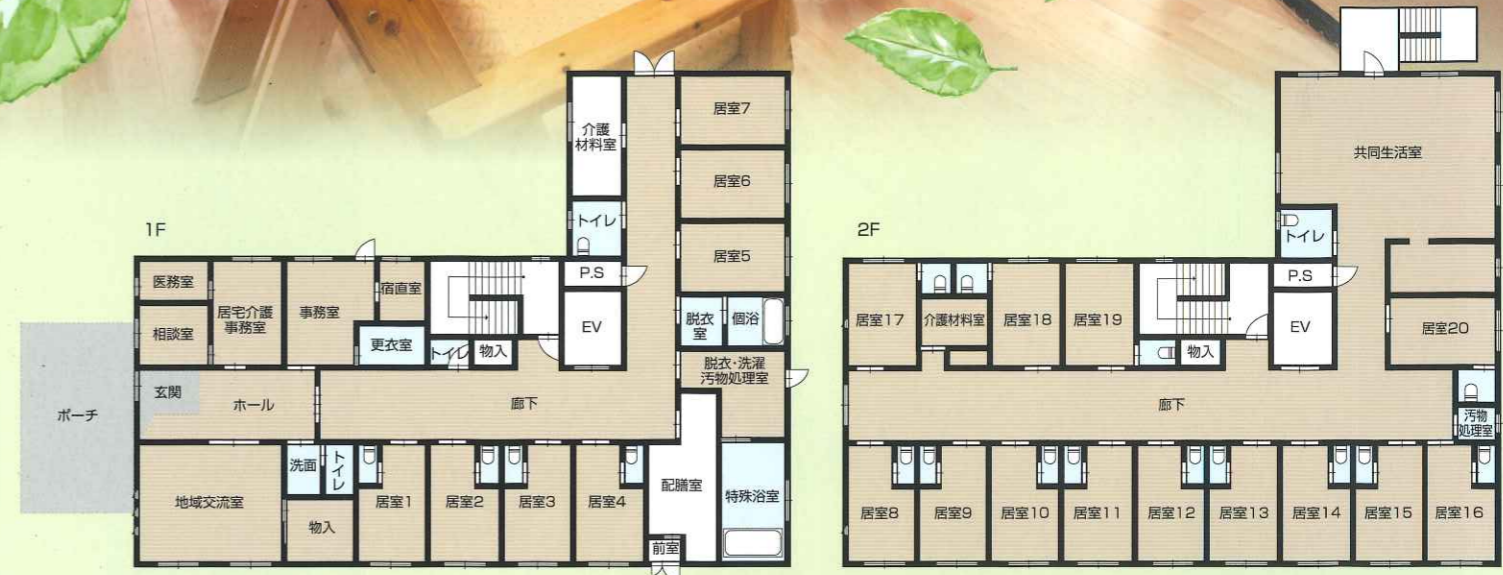 1F
介護
材料室
居室7
居室6
トイレ
居室5
P.S
医務室
居宅介護
事務室
事務室
宿直室
相談室
更衣室
トイレ
物入
EV
脱衣
室
個浴
脱衣・洗濯
汚物処理室
ポーチ
玄関
ホール
廊下
地域交流室
洗面
トイレ
物入
居室1
居室2
居室3
居室4
配膳室
前室
特殊浴室
2F
共同生活室
トイレ
P.S
居室17
介護材料室
居室18
居室19
物入
EV
居室20
廊下
汚物
処理室
居室8
居室9
居室10
居室11
居室12
居室13
居室14
居室15
居室16